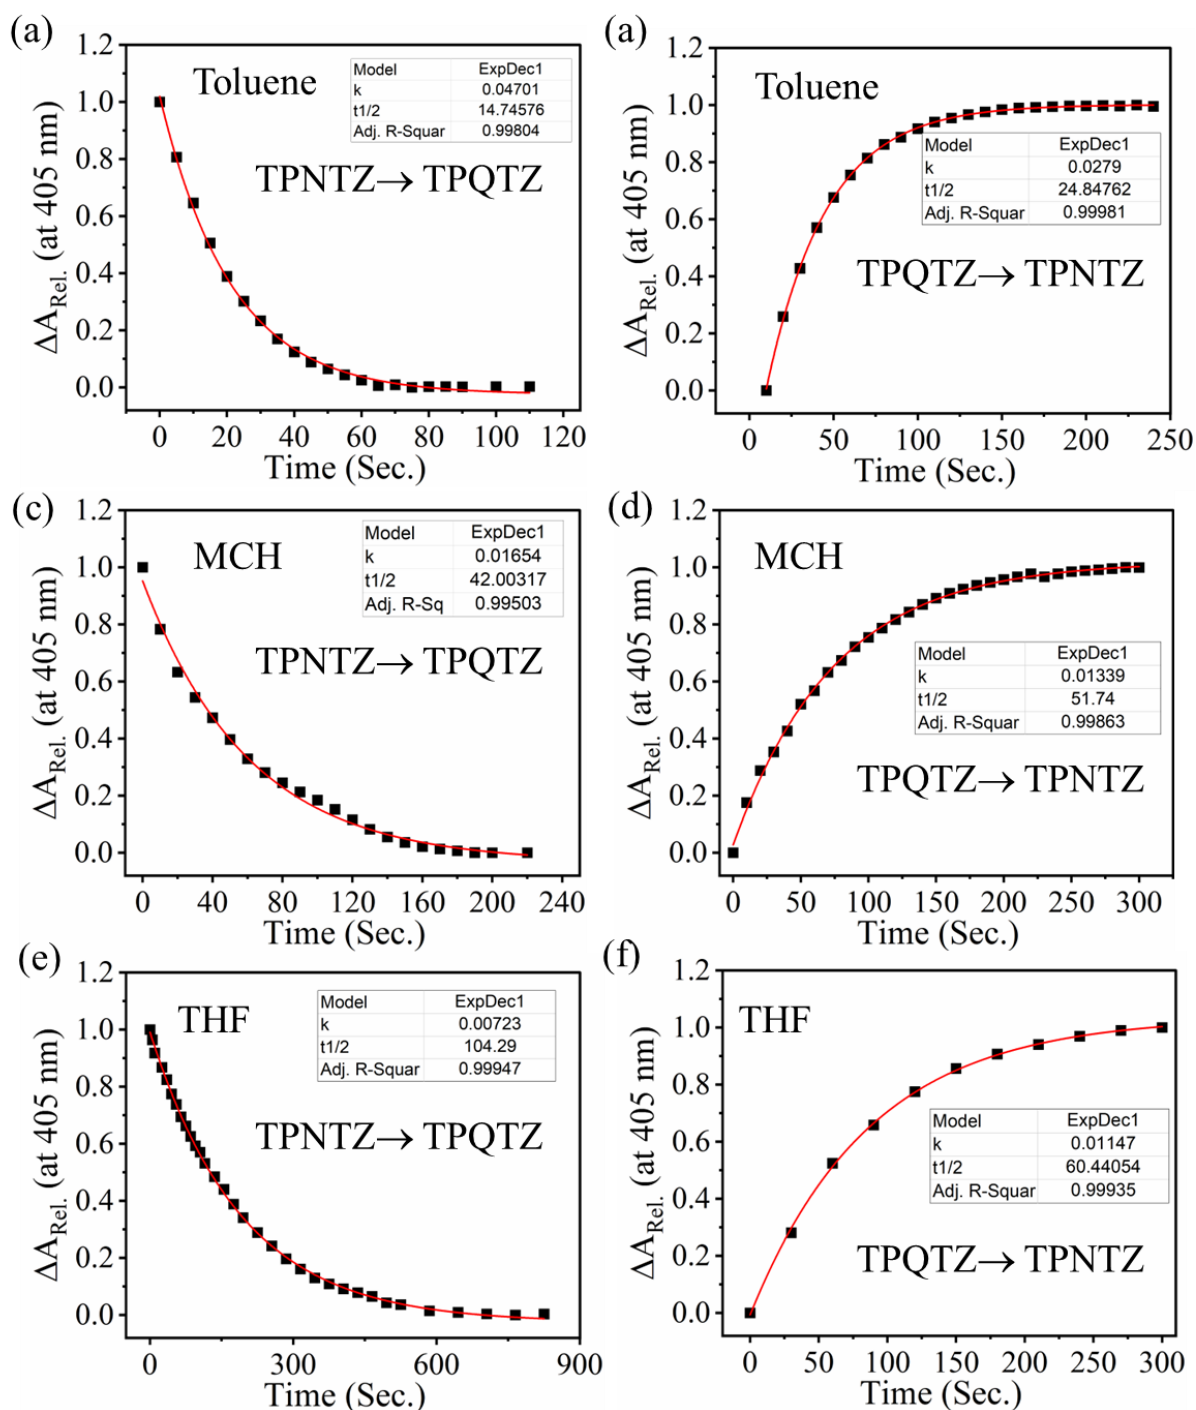 (a)
1.2
1.0
0.8
0.6
0.4
0.2
0.0
ΔA_Rel. (at 405 nm)
Toluene
Model ExpDec1
k 0.04701
t1/2 14.74576
Adj. R-Squar 0.99804
TPNTZ→ TPQTZ
0 20 40 60 80 100 120
Time (Sec.)
(a)
1.2
1.0
0.8
0.6
0.4
0.2
0.0
ΔA_Rel. (at 405 nm)
Toluene
Model ExpDec1
k 0.0279
t1/2 24.84762
Adj. R-Squar 0.99981
TPQTZ→ TPNTZ
0 50 100 150 200 250
Time (Sec.)
(c)
1.2
1.0
0.8
0.6
0.4
0.2
0.0
ΔA_Rel. (at 405 nm)
MCH
Model ExpDec1
k 0.01654
t1/2 42.00317
Adj. R-Sq 0.99503
TPNTZ→ TPQTZ
0 40 80 120 160 200 240
Time (Sec.)
(d)
1.2
1.0
0.8
0.6
0.4
0.2
0.0
ΔA_Rel. (at 405 nm)
MCH
Model ExpDec1
k 0.01339
t1/2 51.74
Adj. R-Squar 0.99863
TPQTZ→ TPNTZ
0 50 100 150 200 250 300
Time (Sec.)
(e)
1.2
1.0
0.8
0.6
0.4
0.2
0.0
ΔA_Rel. (at 405 nm)
THF
Model ExpDec1
k 0.00723
t1/2 104.29
Adj. R-Squar 0.99947
TPNTZ→ TPQTZ
0 300 600 900
Time (Sec.)
(f)
1.2
1.0
0.8
0.6
0.4
0.2
0.0
ΔA_Rel. (at 405 nm)
THF
Model ExpDec1
k 0.01147
t1/2 60.44054
Adj. R-Squar 0.99935
TPQTZ→ TPNTZ
0 50 100 150 200 250 300
Time (Sec.)